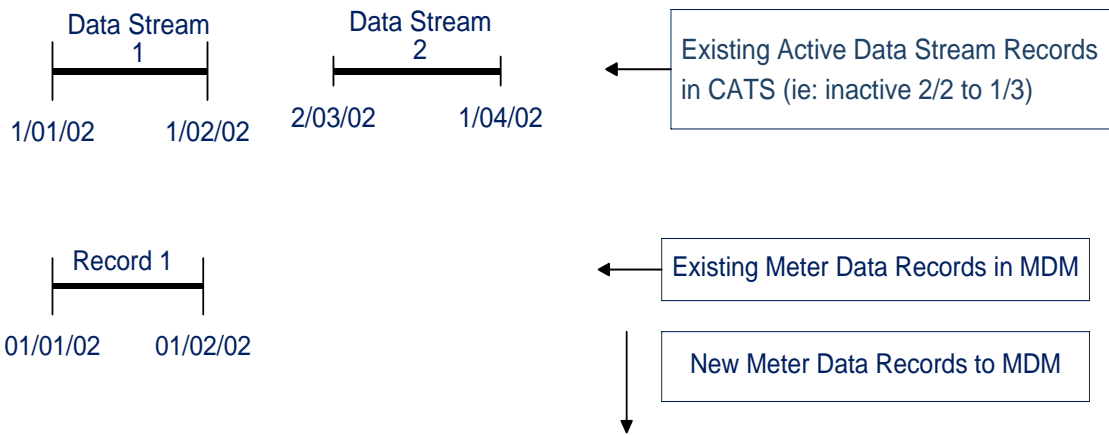 Data Stream
1
Data Stream
2
1/01/02
1/02/02
2/03/02
1/04/02
Existing Active Data Stream Records
in CATS (ie: inactive 2/2 to 1/3)
Record 1
01/01/02
01/02/02
Existing Meter Data Records in MDM
New Meter Data Records to MDM